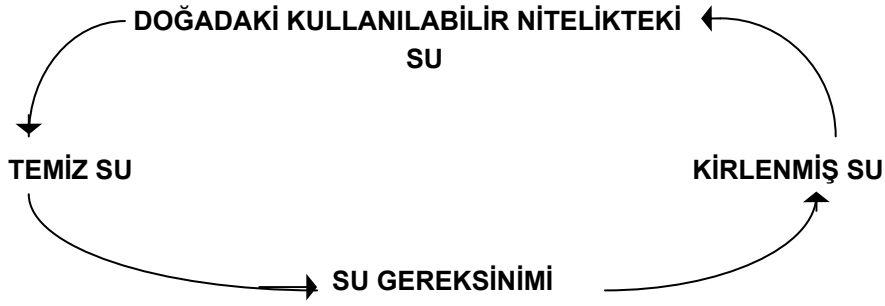 DOĞADAKİ KULLANILABİLİR NİTELİKTEKİ
SU
TEMİZ SU
KİRLENMİŞ SU
SU GEREKSİNİMİ